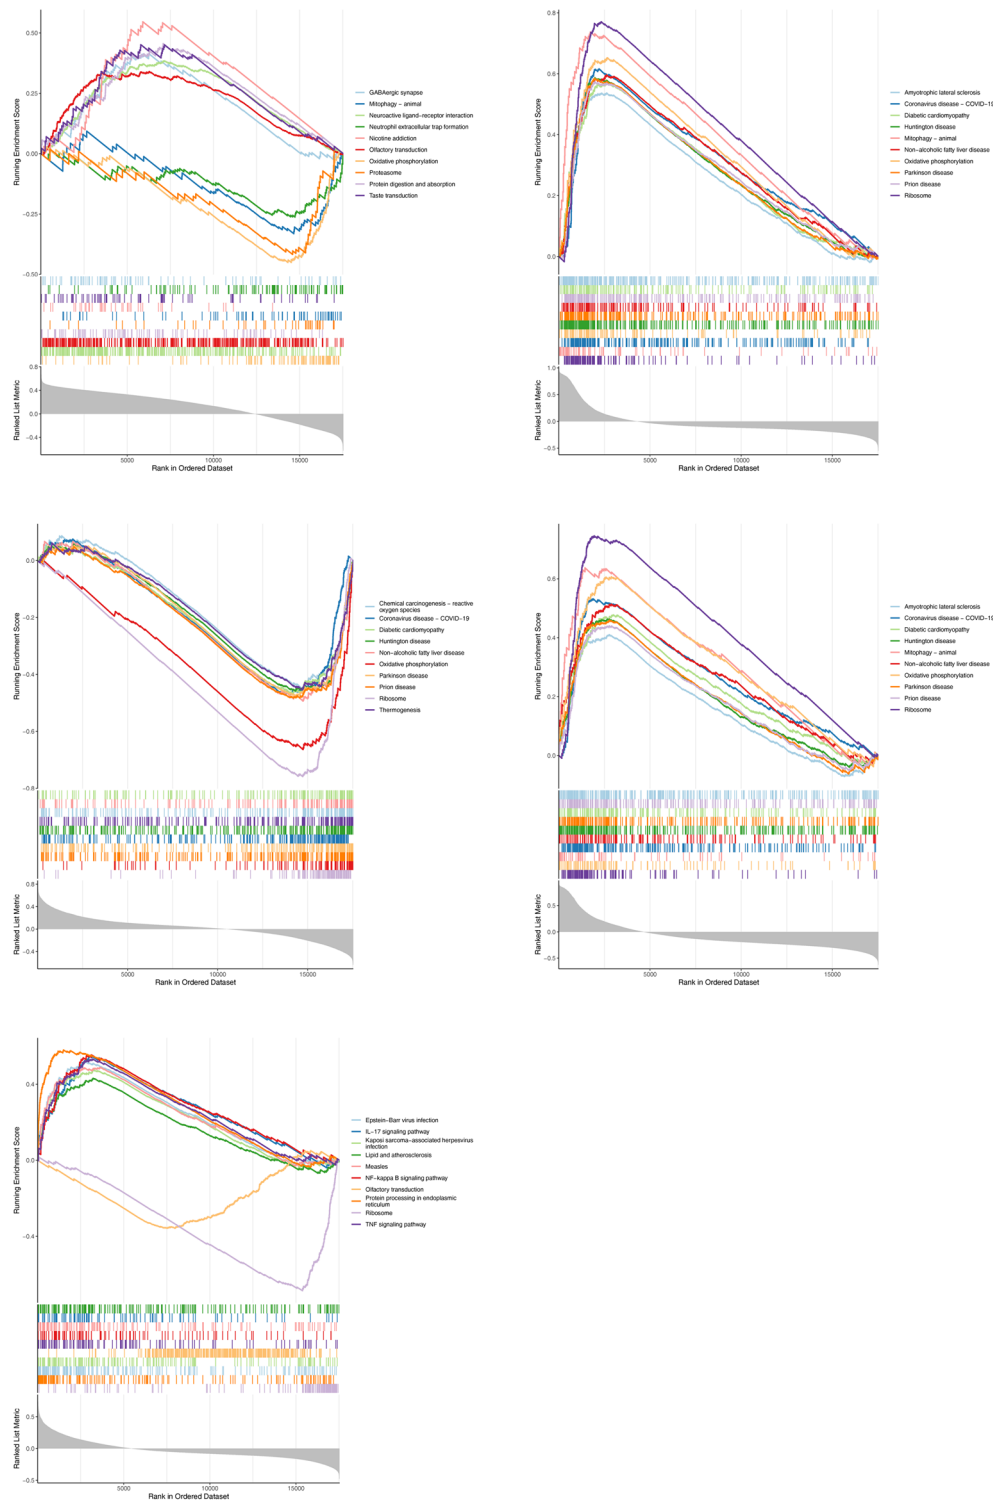 0.50
0.25
0.00
−0.25
−0.50
Running Enrichment Score
GABAergic synapse
Mitophagy − animal
Neuroactive ligand−receptor interaction
Neutrophil extracellular trap formation
Nicotine addiction
Olfactory transduction
Oxidative phosphorylation
Proteasome
Protein digestion and absorption
Taste transduction
0.8
0.4
0.0
−0.4
Ranked List Metric
5000
10000
15000
Rank in Ordered Dataset
0.8
0.6
0.4
0.2
0.0
Running Enrichment Score
Amyotrophic lateral sclerosis
Coronavirus disease − COVID−19
Diabetic cardiomyopathy
Huntington disease
Mitophagy − animal
Non−alcoholic fatty liver disease
Oxidative phosphorylation
Parkinson disease
Prion disease
Ribosome
1.0
0.5
0.0
−0.5
Ranked List Metric
5000
10000
15000
Rank in Ordered Dataset
0.0
−0.2
−0.4
−0.6
−0.8
Running Enrichment Score
Chemical carcinogenesis − reactive
oxygen species
Coronavirus disease − COVID−19
Diabetic cardiomyopathy
Huntington disease
Non−alcoholic fatty liver disease
Oxidative phosphorylation
Parkinson disease
Prion disease
Ribosome
Thermogenesis
0.8
0.4
0.0
−0.4
Ranked List Metric
5000
10000
15000
Rank in Ordered Dataset
0.6
0.4
0.2
0.0
Running Enrichment Score
Amyotrophic lateral sclerosis
Coronavirus disease − COVID−19
Diabetic cardiomyopathy
Huntington disease
Mitophagy − animal
Non−alcoholic fatty liver disease
Oxidative phosphorylation
Parkinson disease
Prion disease
Ribosome
0.5
0.0
−0.5
Ranked List Metric
5000
10000
15000
Rank in Ordered Dataset
0.4
0.0
−0.4
Running Enrichment Score
Epstein−Barr virus infection
IL−17 signaling pathway
Kaposi sarcoma−associated herpesvirus
infection
Lipid and atherosclerosis
Measles
NF−kappa B signaling pathway
Olfactory transduction
Protein processing in endoplasmic
reticulum
Ribosome
TNF signaling pathway
0.5
0.0
−0.5
Ranked List Metric
5000
10000
15000
Rank in Ordered Dataset